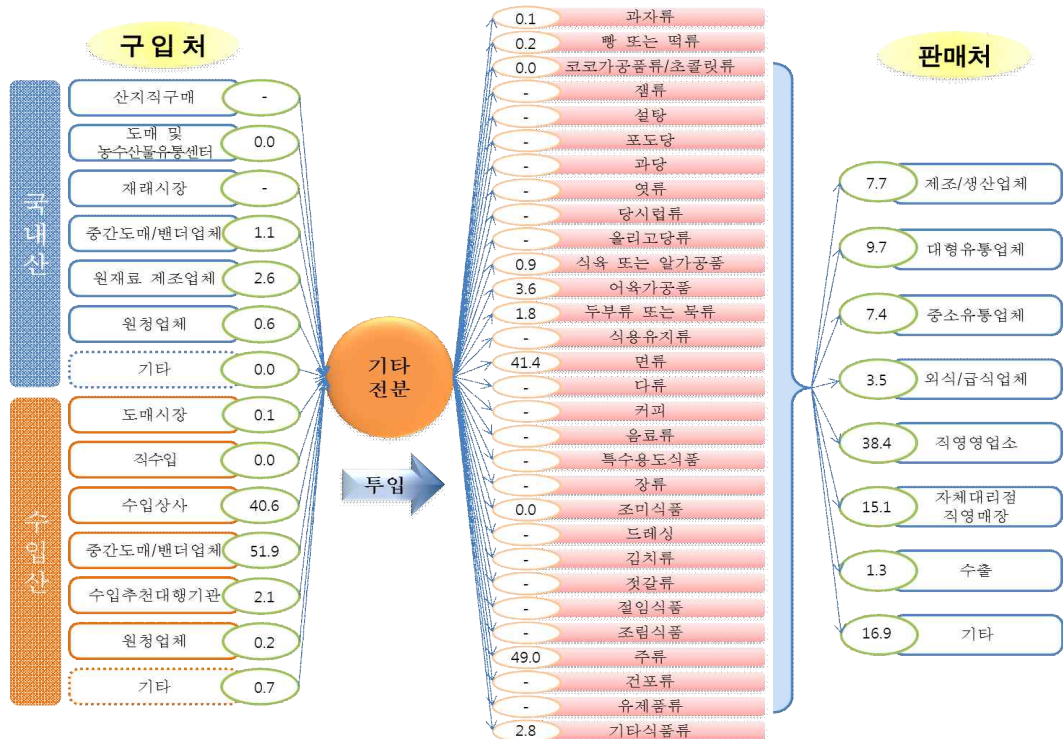 구입처
국내산
산지직구매
-
도매 및
농수산물유통센터
0.0
재래시장
-
중간도매/밴더업체
1.1
원재료 제조업체
2.6
원청업체
0.6
기타
0.0
수입산
도매시장
0.1
직수입
0.0
수입상사
40.6
중간도매/밴더업체
51.9
수입추천대행기관
2.1
원청업체
0.2
기타
0.7
기타
전분
투입
0.1 과자류
0.2 빵 또는 떡류
0.0 코코가공품류/초콜릿류
- 잼류
- 설탕
- 포도당
- 과당
- 엿류
- 당시럽류
- 올리고당류
0.9 식육 또는 알가공품
3.6 어육가공품
1.8 두부류 또는 묵류
- 식용유지류
41.4 면류
- 다류
- 커피
- 음료류
- 특수용도식품
- 장류
0.0 조미식품
- 드레싱
- 김치류
- 젓갈류
- 절임식품
- 조림식품
49.0 주류
- 건포류
- 유제품류
2.8 기타식품류
판매처
7.7 제조/생산업체
9.7 대형유통업체
7.4 중소유통업체
3.5 외식/급식업체
38.4 직영영업소
15.1 자체대리점
직영매장
1.3 수출
16.9 기타